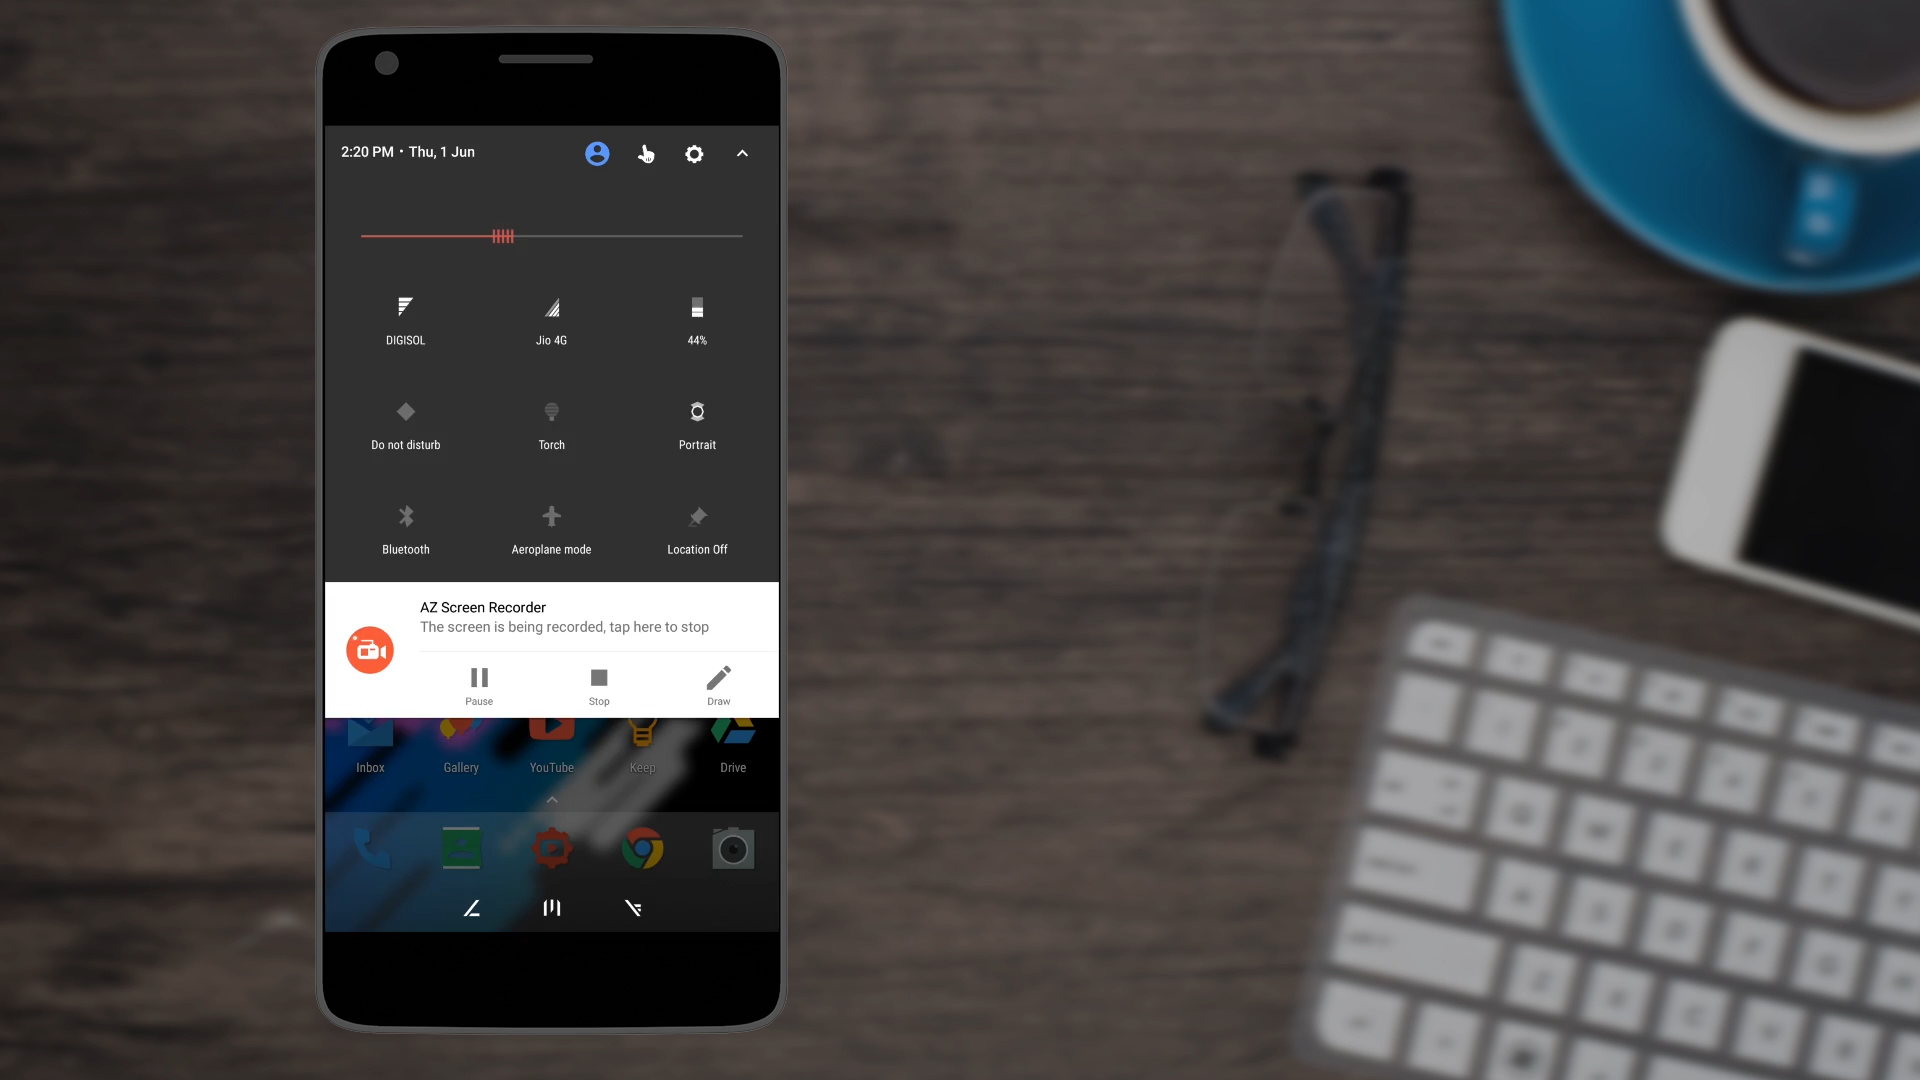 2:20 PM • Thu, 1 Jun
DIGISOL
Jio 4G
44%
Do not disturb
Torch
Portrait
Bluetooth
Aeroplane mode
Location Off
AZ Screen Recorder
The screen is being recorded, tap here to stop
Pause
Stop
Draw
Inbox
Gallery
YouTube
Keep
Drive